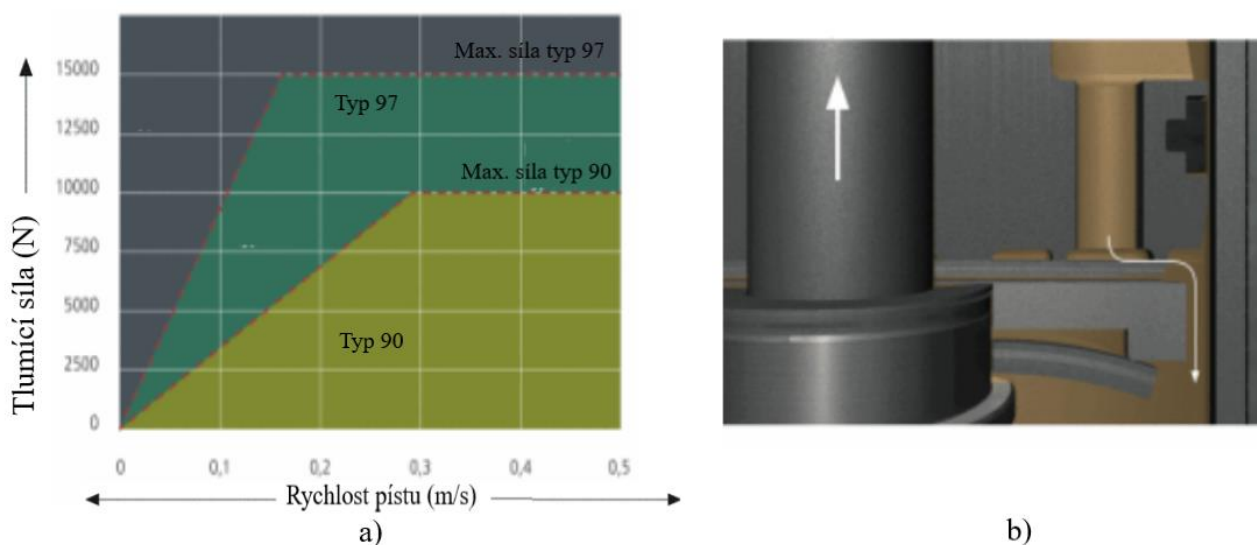 Tlumící síla (N)
15000
12500
10000
7500
5000
2500
0
Max. síla typ 97
Typ 97
Max. síla typ 90
Typ 90
0 0,1 0,2 0,3 0,4 0,5
Rychlost pístu (m/s)
a)
b)